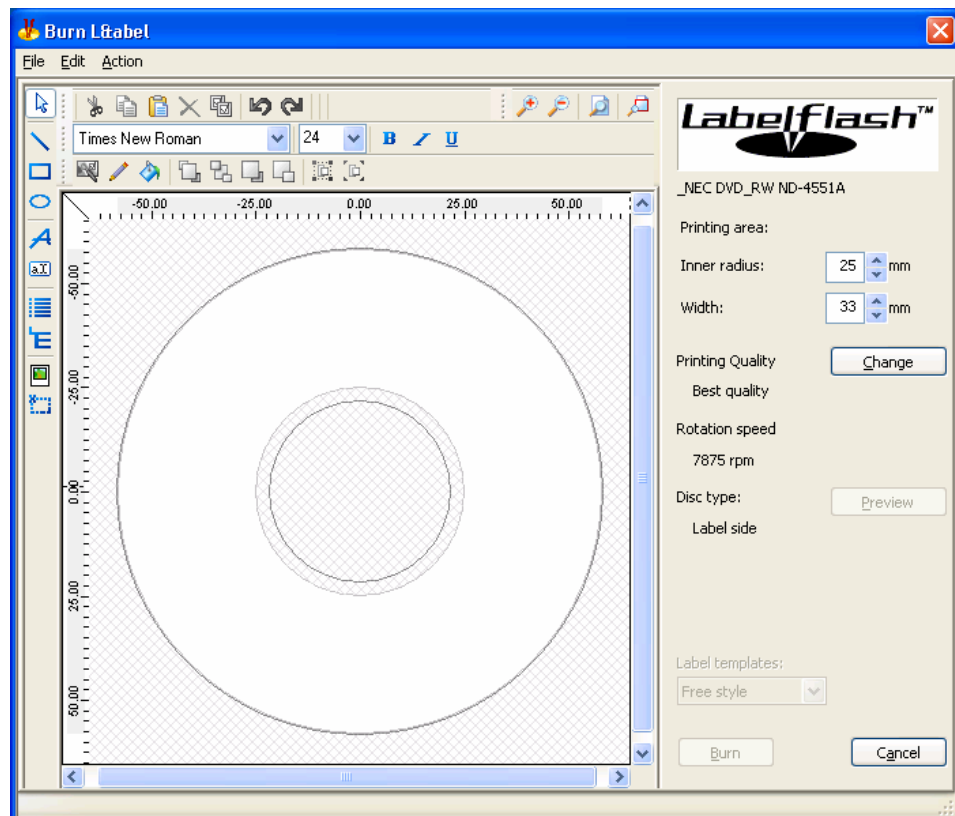 Burn L&abel
File Edit Action
Times New Roman 24 B I U
-50.00 -25.00 0.00 25.00 50.00
-50.00
-25.00
0.00
25.00
50.00
Labelflash™
_NEC DVD_RW ND-4551A
Printing area:
Inner radius: 25 mm
Width: 33 mm
Printing Quality Change
Best quality
Rotation speed
7875 rpm
Disc type: Preview
Label side
Label templates:
Free style
Burn Cancel